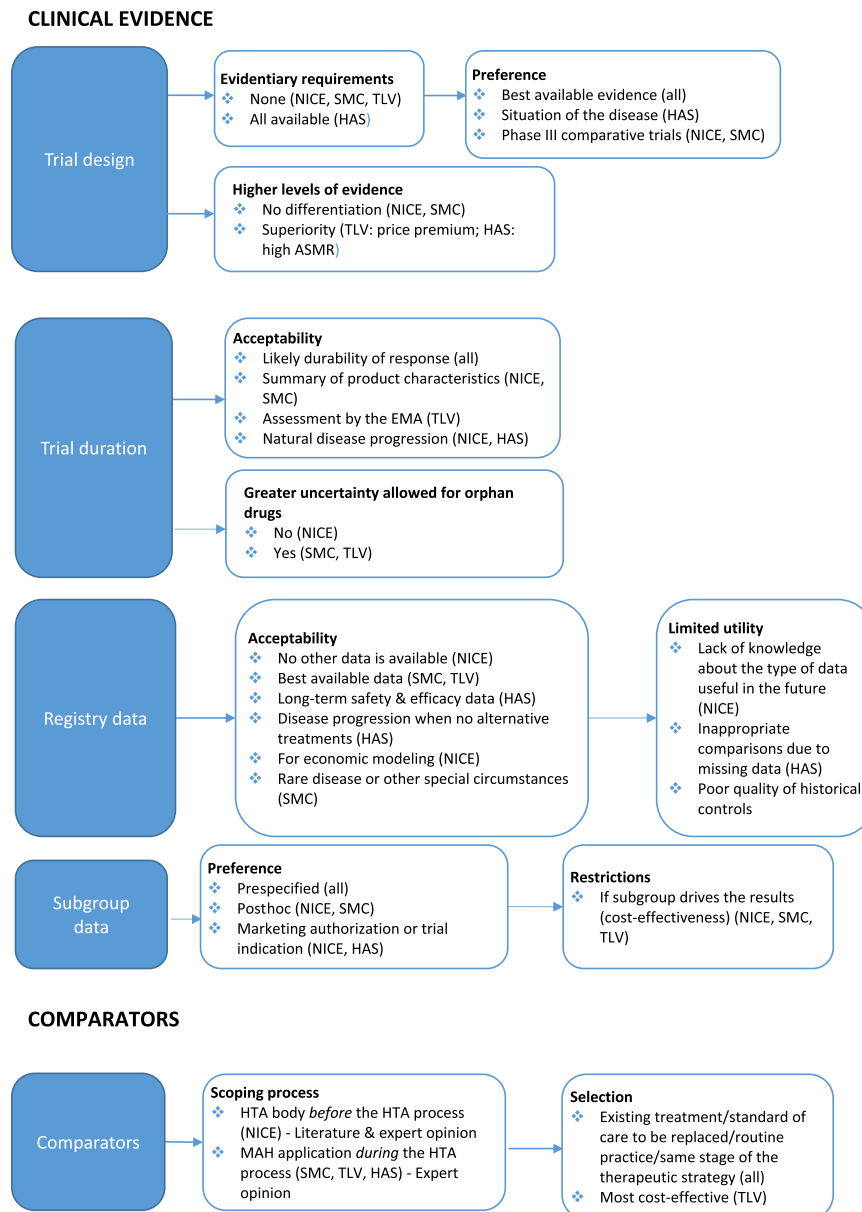 CLINICAL EVIDENCE
Trial design
Evidentiary requirements
❖ None (NICE, SMC, TLV)
❖ All available (HAS)
Preference
❖ Best available evidence (all)
❖ Situation of the disease (HAS)
❖ Phase III comparative trials (NICE, SMC)
Higher levels of evidence
❖ No differentiation (NICE, SMC)
❖ Superiority (TLV: price premium; HAS:
high ASMR)
Trial duration
Acceptability
❖ Likely durability of response (all)
❖ Summary of product characteristics (NICE,
SMC)
❖ Assessment by the EMA (TLV)
❖ Natural disease progression (NICE, HAS)
Greater uncertainty allowed for orphan
drugs
❖ No (NICE)
❖ Yes (SMC, TLV)
Registry data
Acceptability
❖ No other data is available (NICE)
❖ Best available data (SMC, TLV)
❖ Long-term safety & efficacy data (HAS)
❖ Disease progression when no alternative
treatments (HAS)
❖ For economic modeling (NICE)
❖ Rare disease or other special circumstances
(SMC)
Limited utility
❖ Lack of knowledge
about the type of data
useful in the future
(NICE)
❖ Inappropriate
comparisons due to
missing data (HAS)
❖ Poor quality of historical
controls
Subgroup
data
Preference
❖ Prespecified (all)
❖ Posthoc (NICE, SMC)
❖ Marketing authorization or trial
indication (NICE, HAS)
Restrictions
❖ If subgroup drives the results
(cost-effectiveness) (NICE, SMC,
TLV)
COMPARATORS
Comparators
Scoping process
❖ HTA body before the HTA process
(NICE) - Literature & expert opinion
❖ MAH application during the HTA
process (SMC, TLV, HAS) - Expert
opinion
Selection
❖ Existing treatment/standard of
care to be replaced/routine
practice/same stage of the
therapeutic strategy (all)
❖ Most cost-effective (TLV)